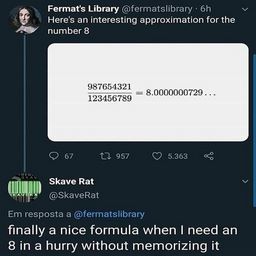 Fermat's Library @fermatslibrary · 6h
Here's an interesting approximation for the
number 8
987654321
123456789 = 8.0000000729...
67 957 5.363
Skave Rat
@SkaveRat
Em resposta a @fermatslibrary
finally a nice formula when I need an
8 in a hurry without memorizing it